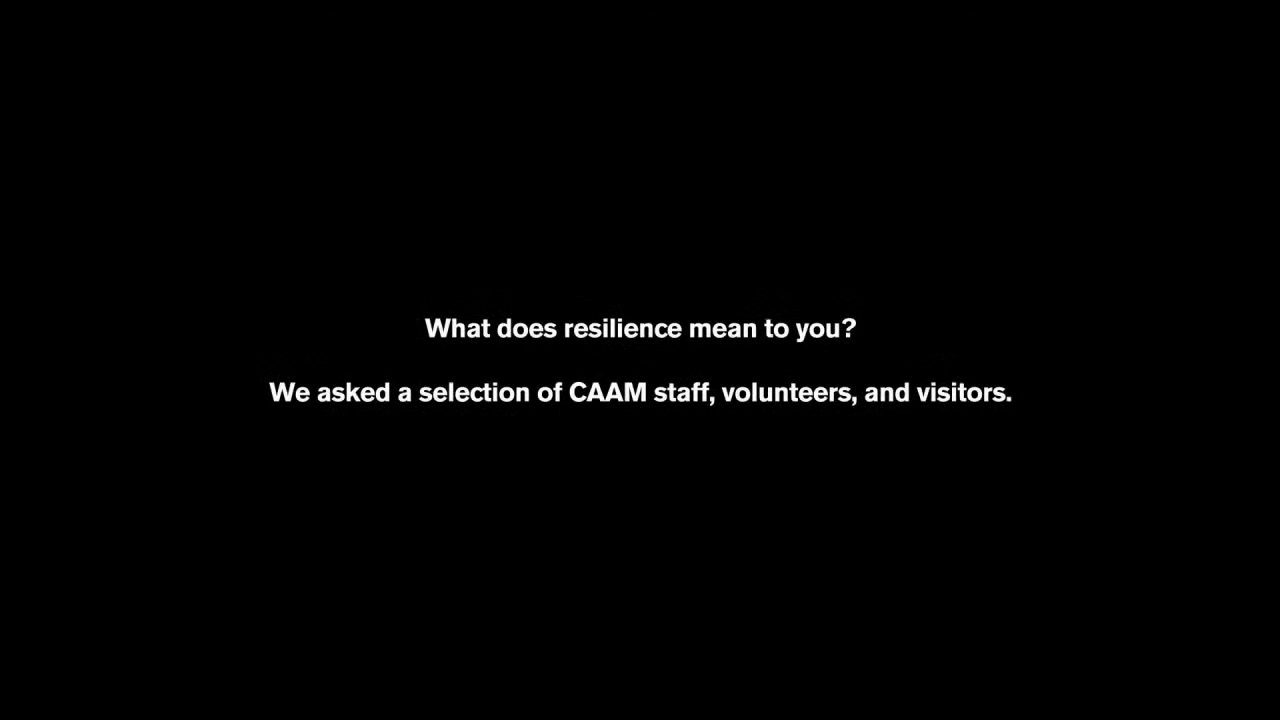 What does resilience mean to you?
We asked a selection of CAAM staff, volunteers, and visitors.